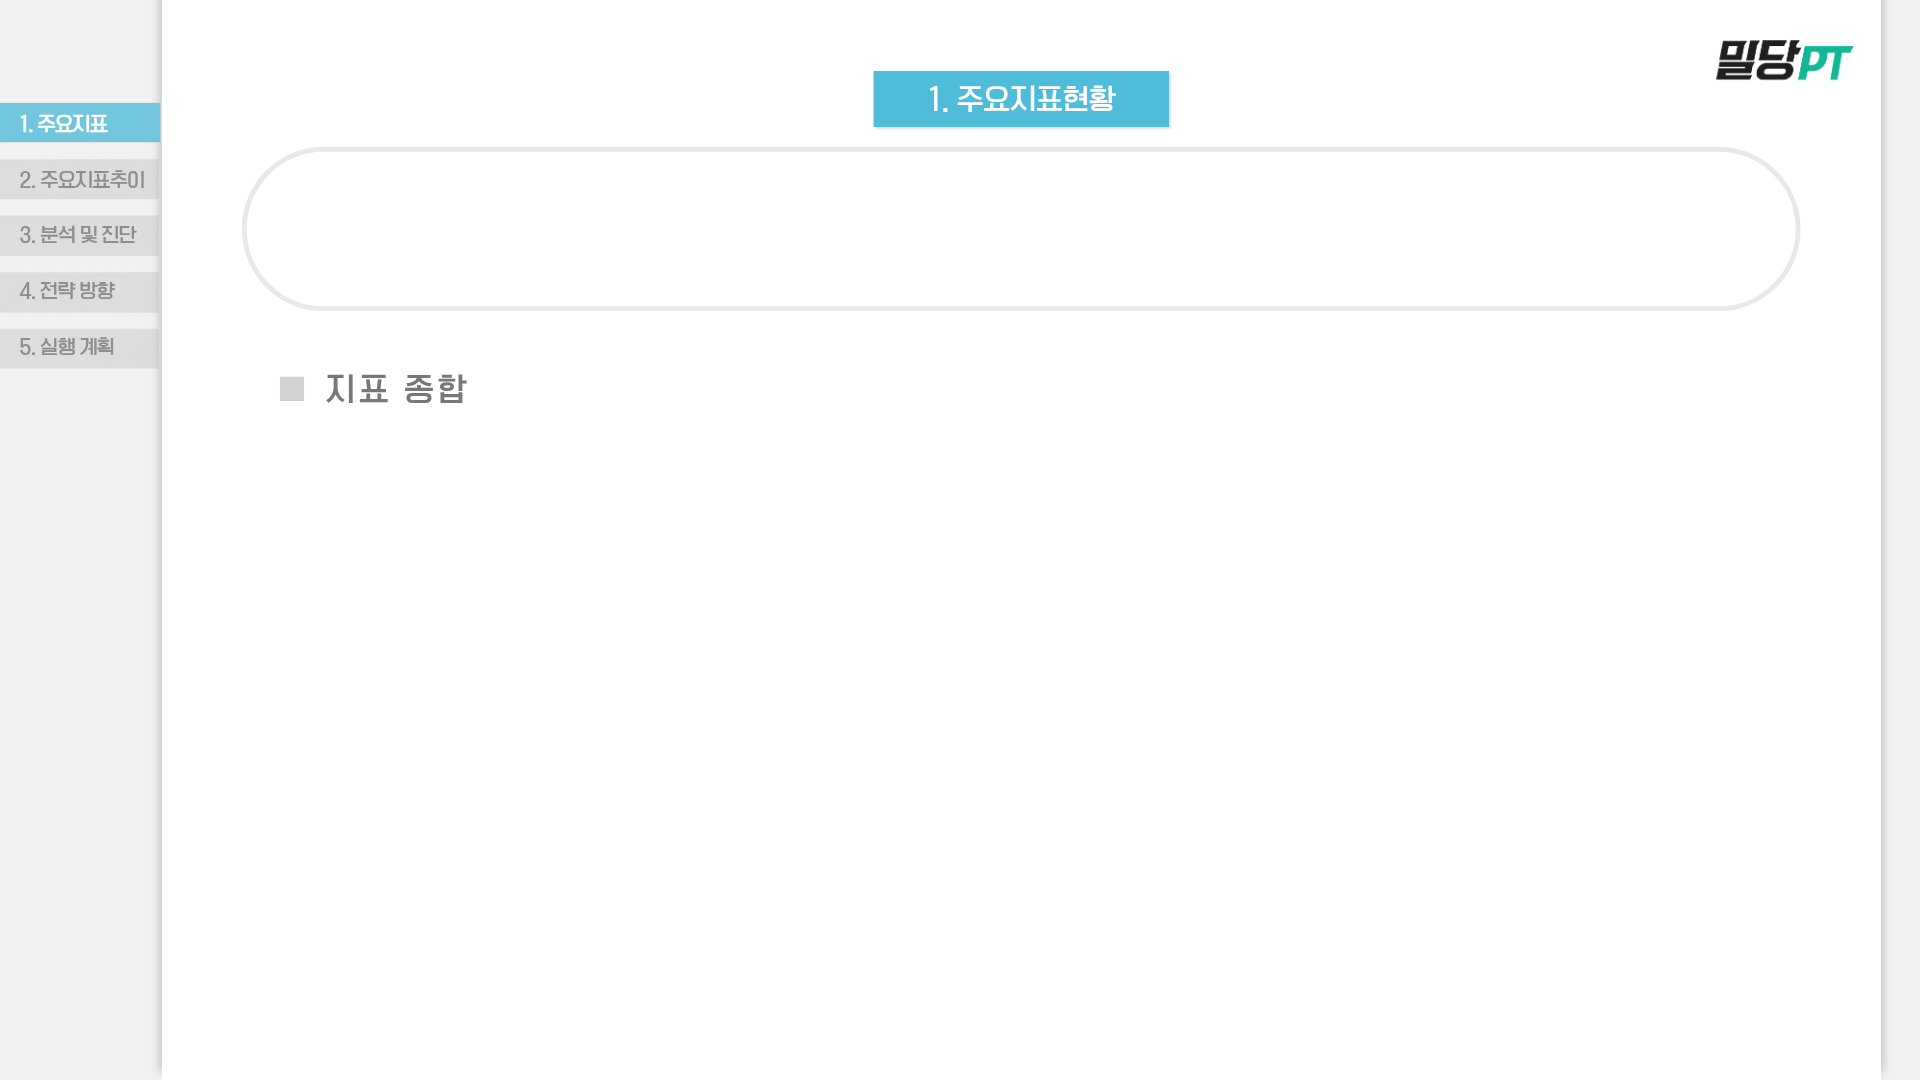 밀당PT
1. 주요지표현황
1. 주요지표
2. 주요지표추이
3. 분석 및 진단
4. 전략 방향
5. 실행 계획
■ 지표 종합